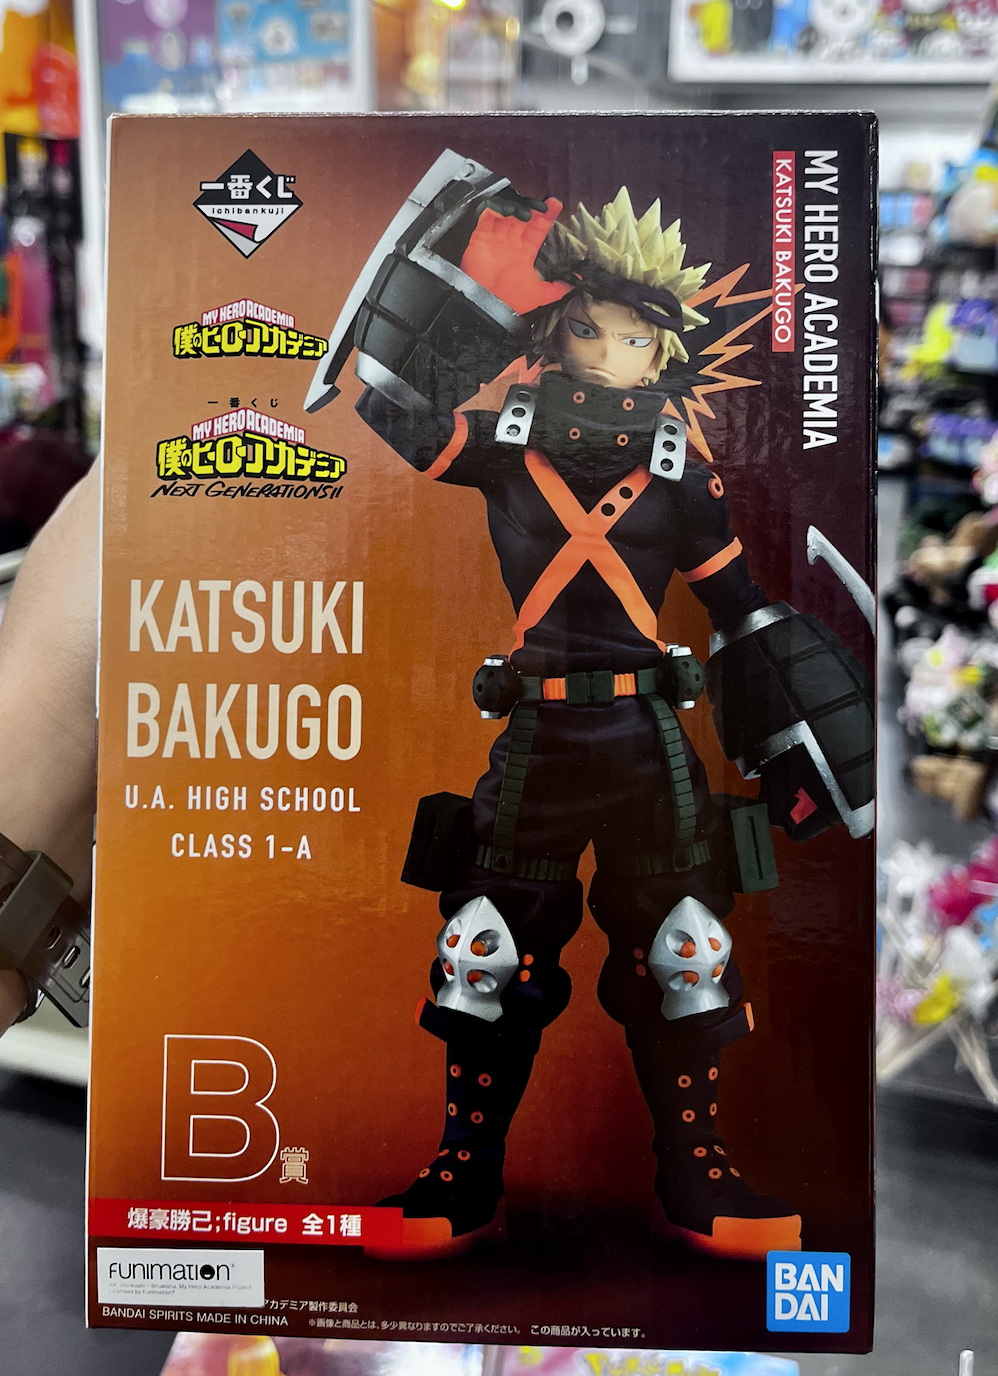 一番くじ
ichibankuji
MY HERO ACADEMIA
僕のヒーローアカデミア
一番くじ
MY HERO ACADEMIA
僕のヒーローアカデミア
NEXT GENERATIONS!!
MY HERO ACADEMIA
KATSUKI BAKUGO
KATSUKI
BAKUGO
U.A. HIGH SCHOOL
CLASS 1-A
B賞
爆豪勝己;figure 全1種
FUNIMATION®
アカデミア製作委員会
BANDAI SPIRITS MADE IN CHINA
※画像と商品とは、多少異なりますのでご了承ください。 この商品が入っています。
BAN
DAI